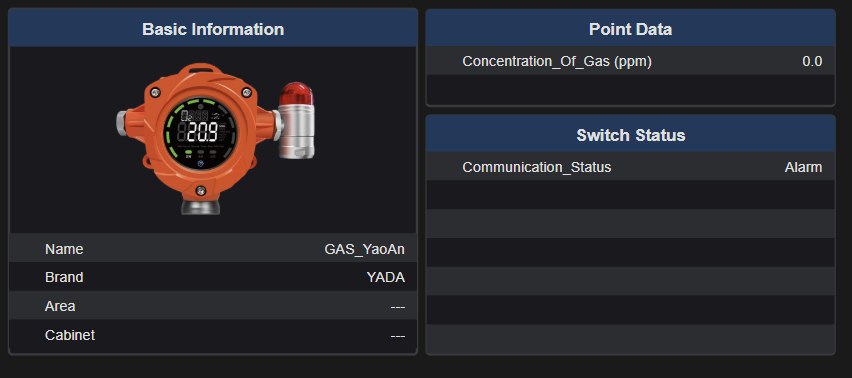 Basic Information
O₂
20.9
Name GAS_YaoAn
Brand YADA
Area ---
Cabinet ---
Point Data
Concentration_Of_Gas (ppm) 0.0
Switch Status
Communication_Status Alarm